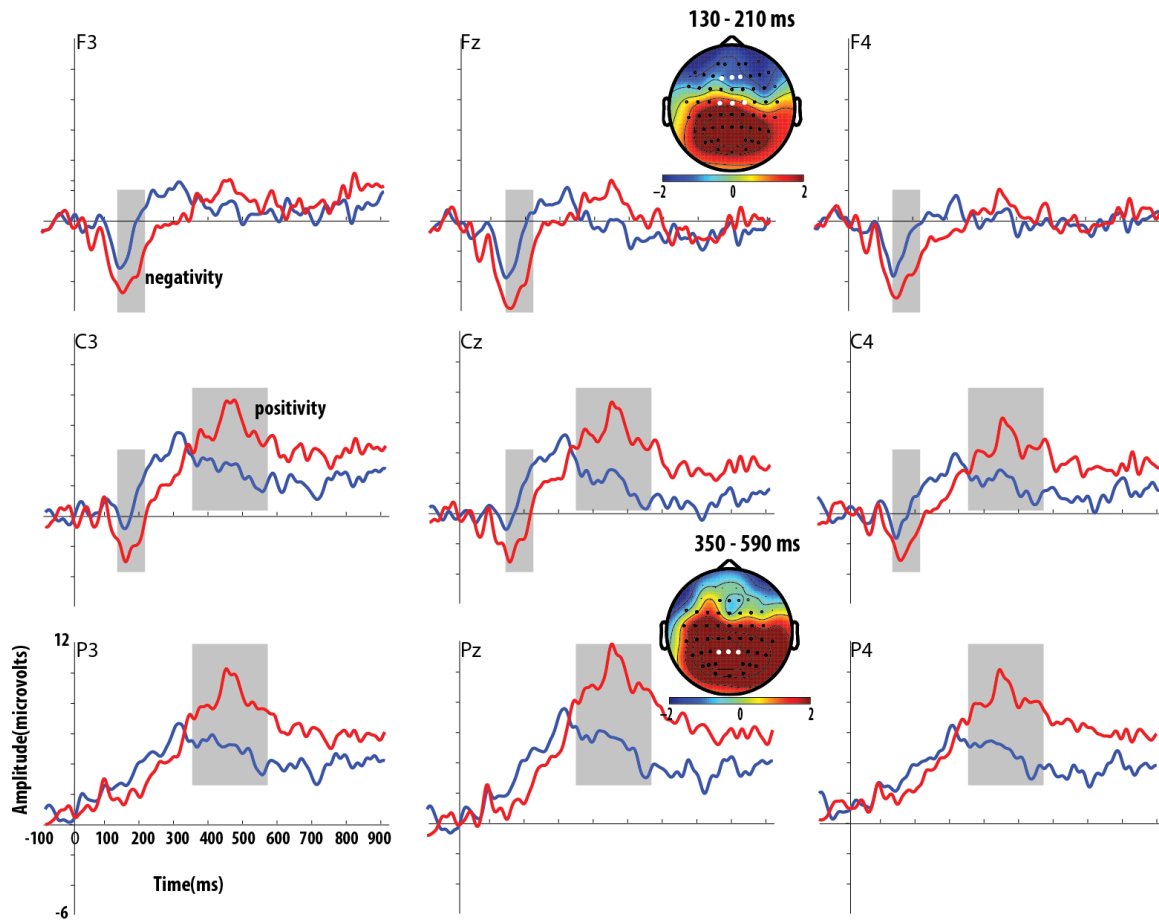 130 - 210 ms
F3
Fz
F4
-2 0 2
negativity
C3
Cz
C4
positivity
350 - 590 ms
12
P3
Pz
P4
-2 0 2
Amplitude(microvolts)
-100 0 100 200 300 400 500 600 700 800 900
Time(ms)
-6